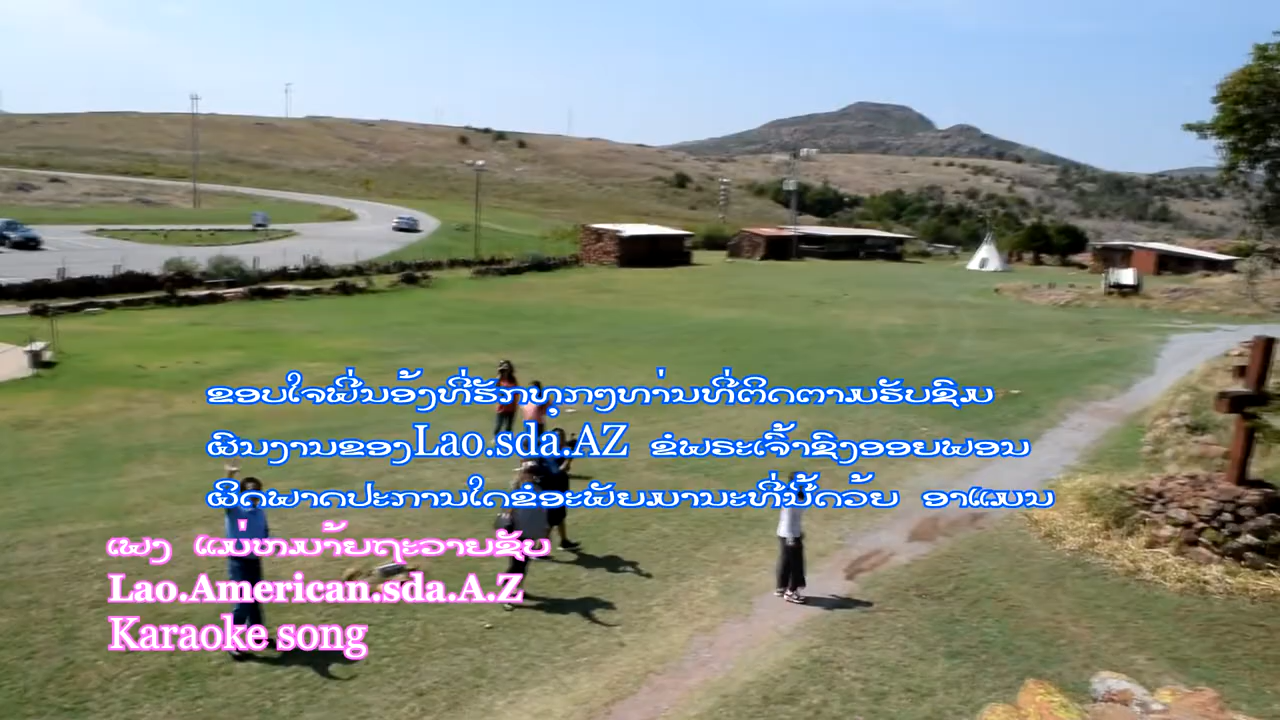 ຂອບໃຈພີ່ນອ້ງທີ່ຮັກທຸກໆທ່ານທີ່ຕິດຕາມຮັບຊົມ
ຜົນງານຂອງLao.sda.AZ ຂໍພຣະເຈົ້າຊົງອອຍພອນ
ຜິດພາດປະການໃດຂໍອະພັຍມານະທີ່ນີ້ດວ້ຍ ອາແມນ
ເພງ ແມ່ຫມາ້ຍຖະວາຍຊັບ
Lao.American.sda.A.Z
Karaoke song